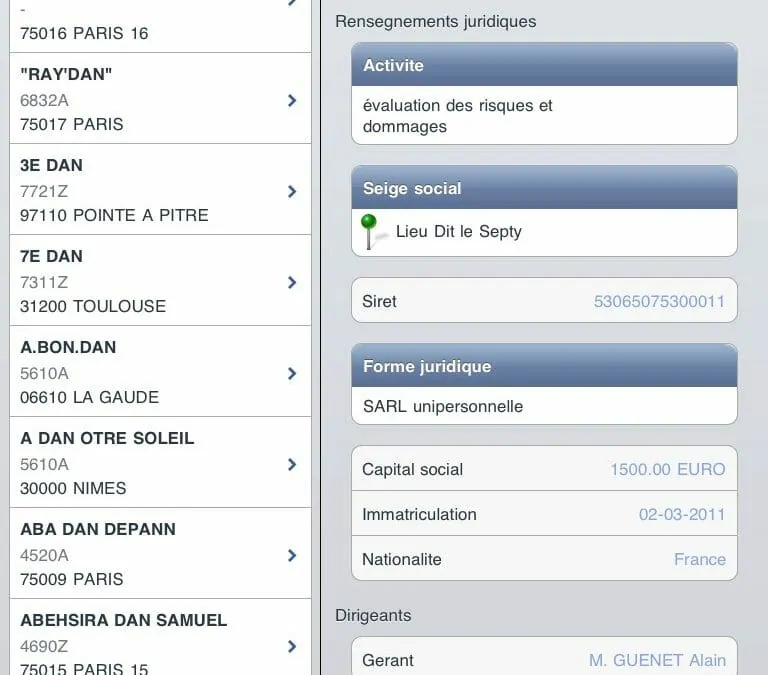 -
75016 PARIS 16
"RAY'DAN"
6832A
75017 PARIS
3E DAN
7721Z
97110 POINTE A PITRE
7E DAN
7311Z
31200 TOULOUSE
A.BON.DAN
5610A
06610 LA GAUDE
A DAN OTRE SOLEIL
5610A
30000 NIMES
ABA DAN DEPANN
4520A
75009 PARIS
ABEHSIRA DAN SAMUEL
4690Z
75015 PARIS 15
Rensegnements juridiques
Activite
évaluation des risques et
dommages
Seige social
Lieu Dit le Septy
Siret 53065075300011
Forme juridique
SARL unipersonnelle
Capital social 1500.00 EURO
Immatriculation 02-03-2011
Nationalite France
Dirigeants
Gerant M. GUENET Alain